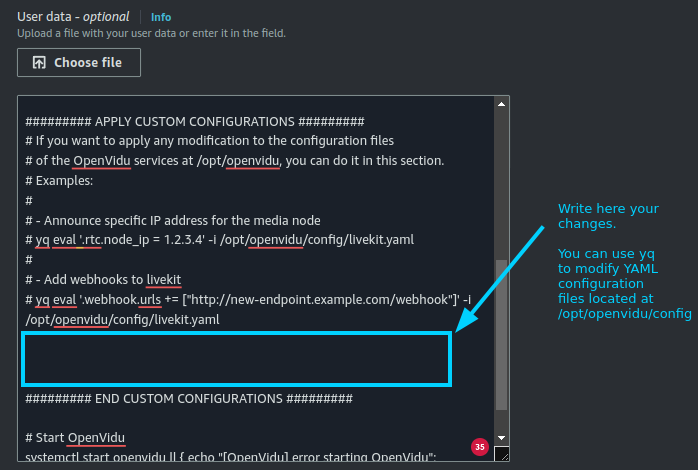 User data - optional
Info
Upload a file with your user data or enter it in the field.
Choose file
######### APPLY CUSTOM CONFIGURATIONS #########
# If you want to apply any modification to the configuration files
# of the OpenVidu services at /opt/openvidu, you can do it in this section.
# Examples:
#
# - Announce specific IP address for the media node
# yq eval '.rtc.node_ip = 1.2.3.4' -i /opt/openvidu/config/livekit.yaml
#
# - Add webhooks to livekit
# yq eval '.webhook.urls += ["http://new-endpoint.example.com/webhook"]' -i
/opt/openvidu/config/livekit.yaml
######### END CUSTOM CONFIGURATIONS #########
# Start OpenVidu
systemctl start openvidu || { echo "[OpenVidu] error starting OpenVidu";
35
Write here your
changes.
You can use yq
to modify YAML
configuration
files located at
/opt/openvidu/config